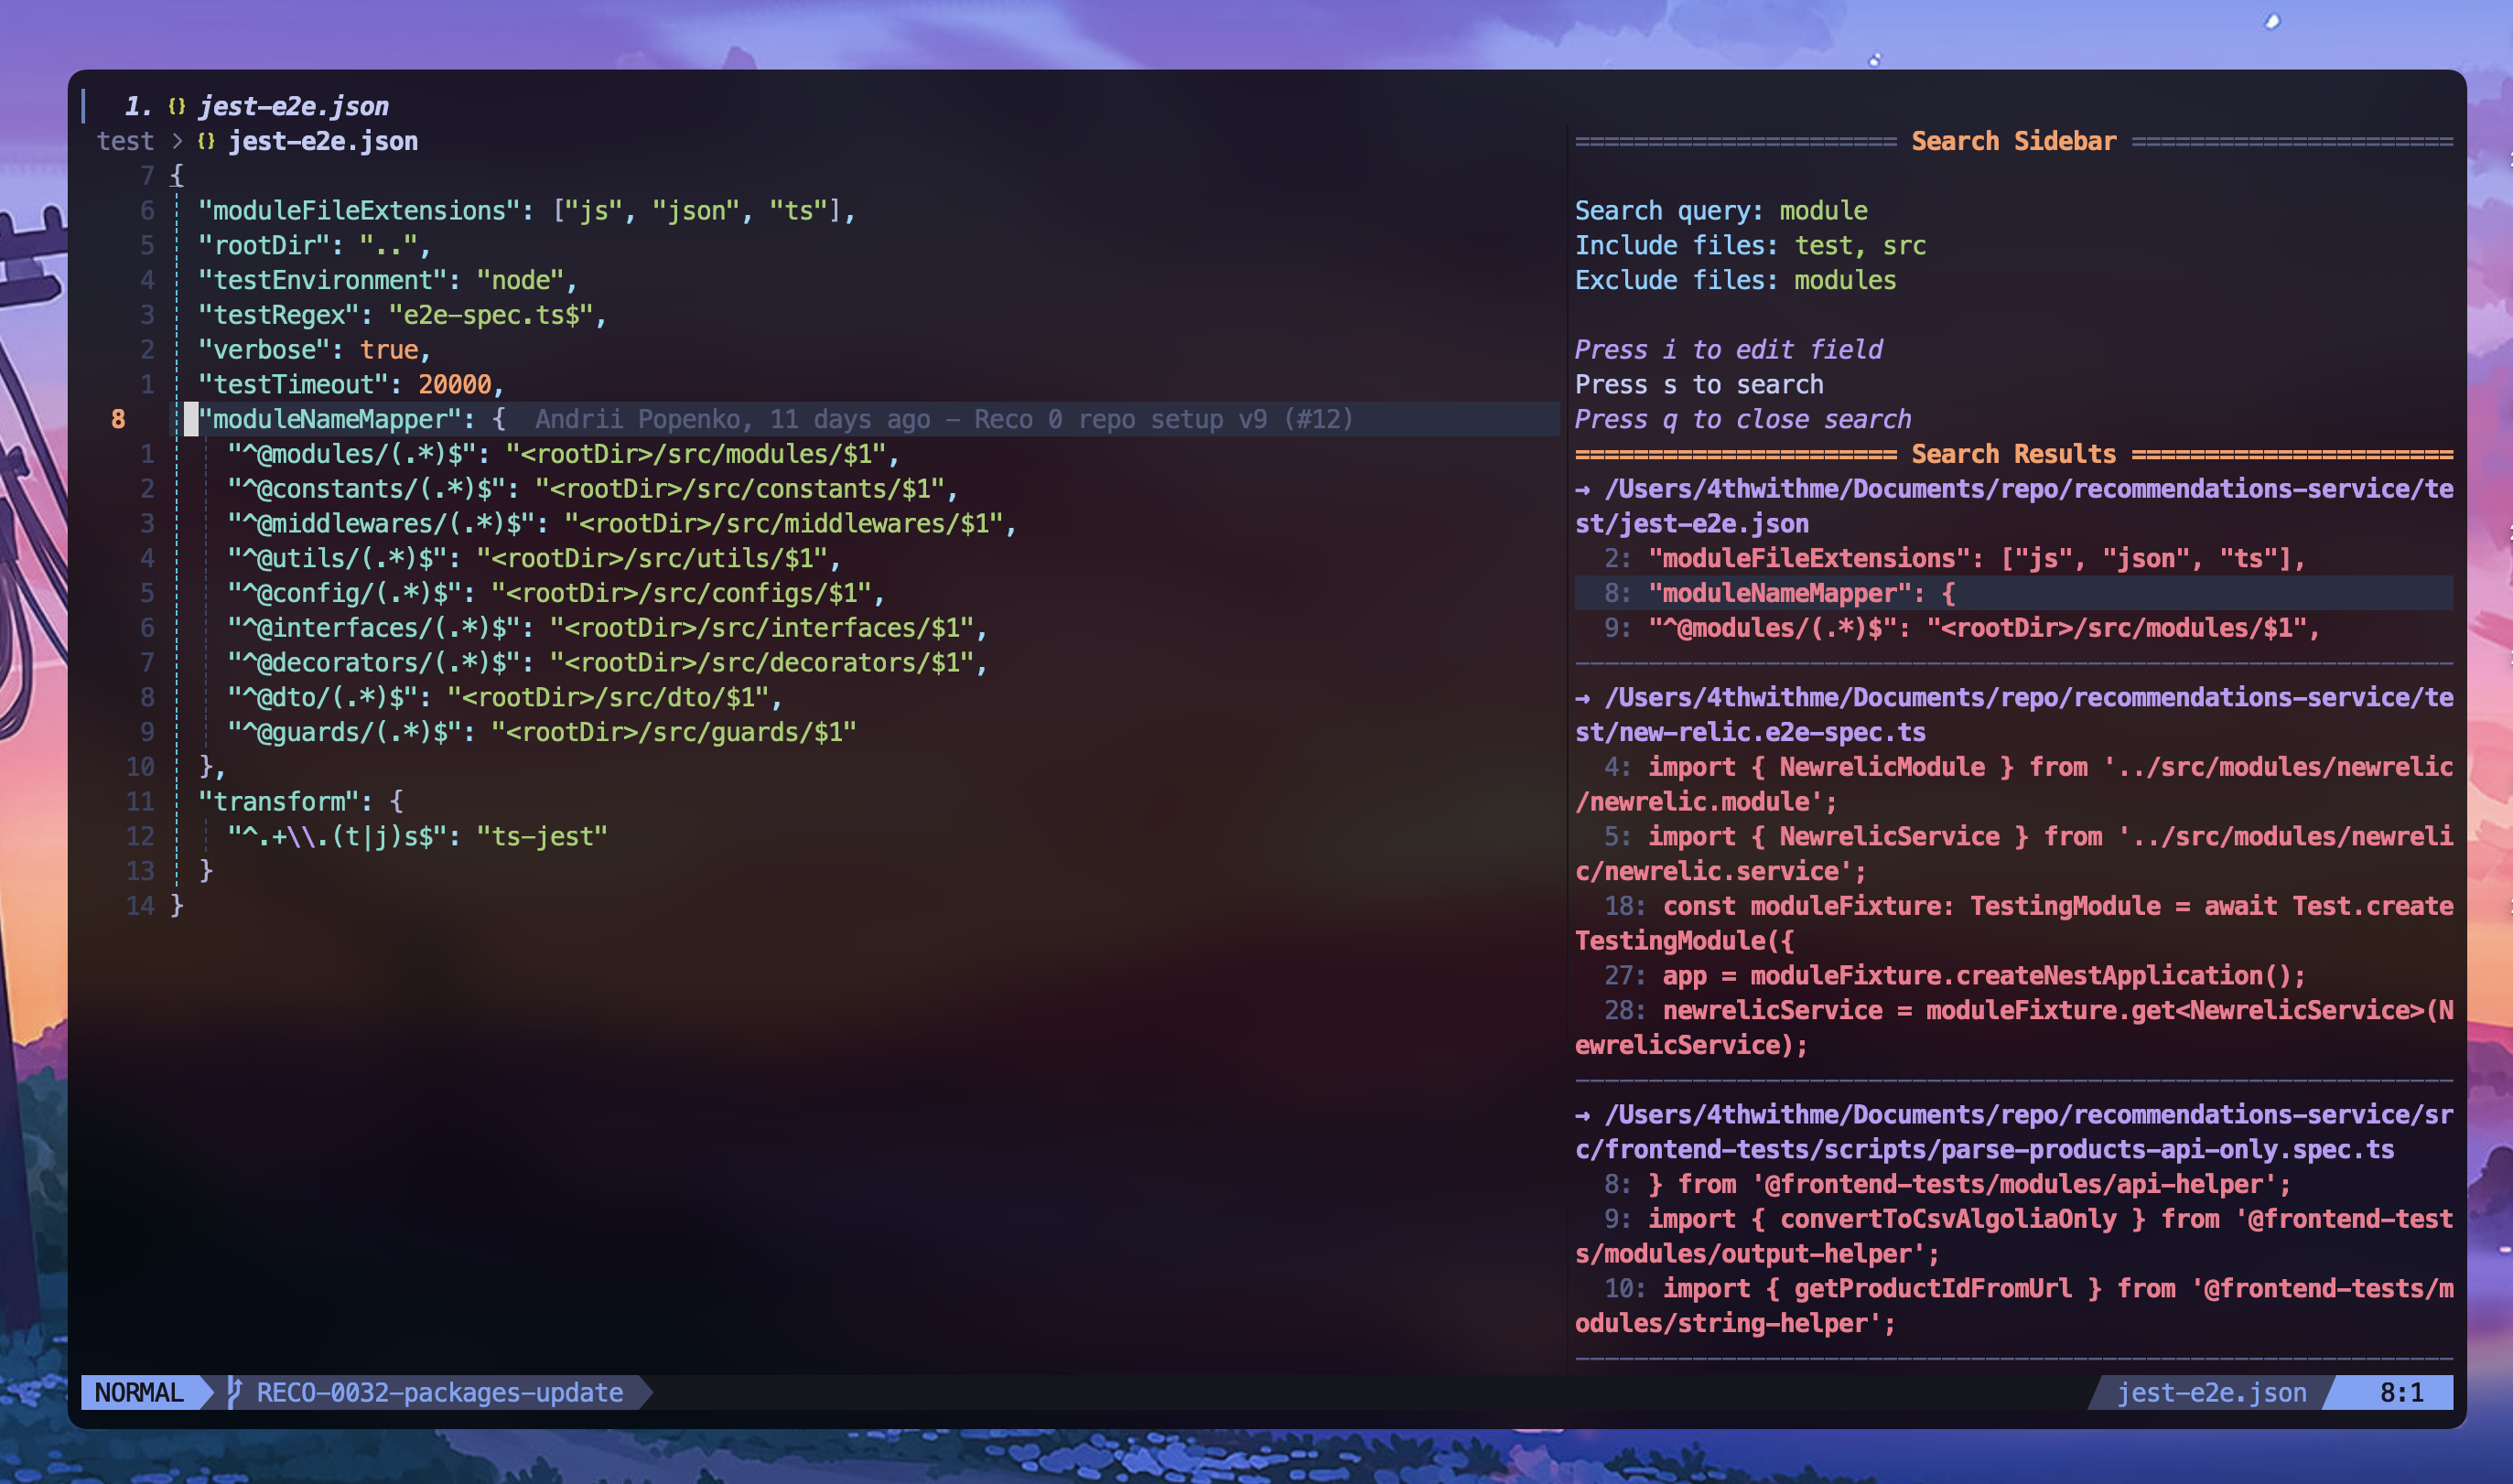 1. {} jest-e2e.json
test > {} jest-e2e.json
7 {
6 "moduleFileExtensions": ["js", "json", "ts"],
5 "rootDir": "..",
4 "testEnvironment": "node",
3 "testRegex": "e2e-spec.ts$",
2 "verbose": true,
1 "testTimeout": 20000,
8 "moduleNameMapper": { Andrii Popenko, 11 days ago – Reco 0 repo setup v9 (#12)
1 "^@modules/(.*)$": "<rootDir>/src/modules/$1",
2 "^@constants/(.*)$": "<rootDir>/src/constants/$1",
3 "^@middlewares/(.*)$": "<rootDir>/src/middlewares/$1",
4 "^@utils/(.*)$": "<rootDir>/src/utils/$1",
5 "^@config/(.*)$": "<rootDir>/src/configs/$1",
6 "^@interfaces/(.*)$": "<rootDir>/src/interfaces/$1",
7 "^@decorators/(.*)$": "<rootDir>/src/decorators/$1",
8 "^@dto/(.*)$": "<rootDir>/src/dto/$1",
9 "^@guards/(.*)$": "<rootDir>/src/guards/$1"
10 },
11 "transform": {
12 "^.+\\.(t|j)s$": "ts-jest"
13 }
14 }
====================== Search Sidebar ======================
Search query: module
Include files: test, src
Exclude files: modules
Press i to edit field
Press s to search
Press q to close search
====================== Search Results ======================
→ /Users/4thwithme/Documents/repo/recommendations-service/te
st/jest-e2e.json
2: "moduleFileExtensions": ["js", "json", "ts"],
8: "moduleNameMapper": {
9: "^@modules/(.*)$": "<rootDir>/src/modules/$1",
→ /Users/4thwithme/Documents/repo/recommendations-service/te
st/new-relic.e2e-spec.ts
4: import { NewrelicModule } from '../src/modules/newrelic
/newrelic.module';
5: import { NewrelicService } from '../src/modules/newreli
c/newrelic.service';
18: const moduleFixture: TestingModule = await Test.create
TestingModule({
27: app = moduleFixture.createNestApplication();
28: newrelicService = moduleFixture.get<NewrelicService>(N
ewrelicService);
→ /Users/4thwithme/Documents/repo/recommendations-service/sr
c/frontend-tests/scripts/parse-products-api-only.spec.ts
8: } from '@frontend-tests/modules/api-helper';
9: import { convertToCsvAlgoliaOnly } from '@frontend-test
s/modules/output-helper';
10: import { getProductIdFromUrl } from '@frontend-tests/m
odules/string-helper';
NORMAL RECO-0032-packages-update jest-e2e.json 8:1